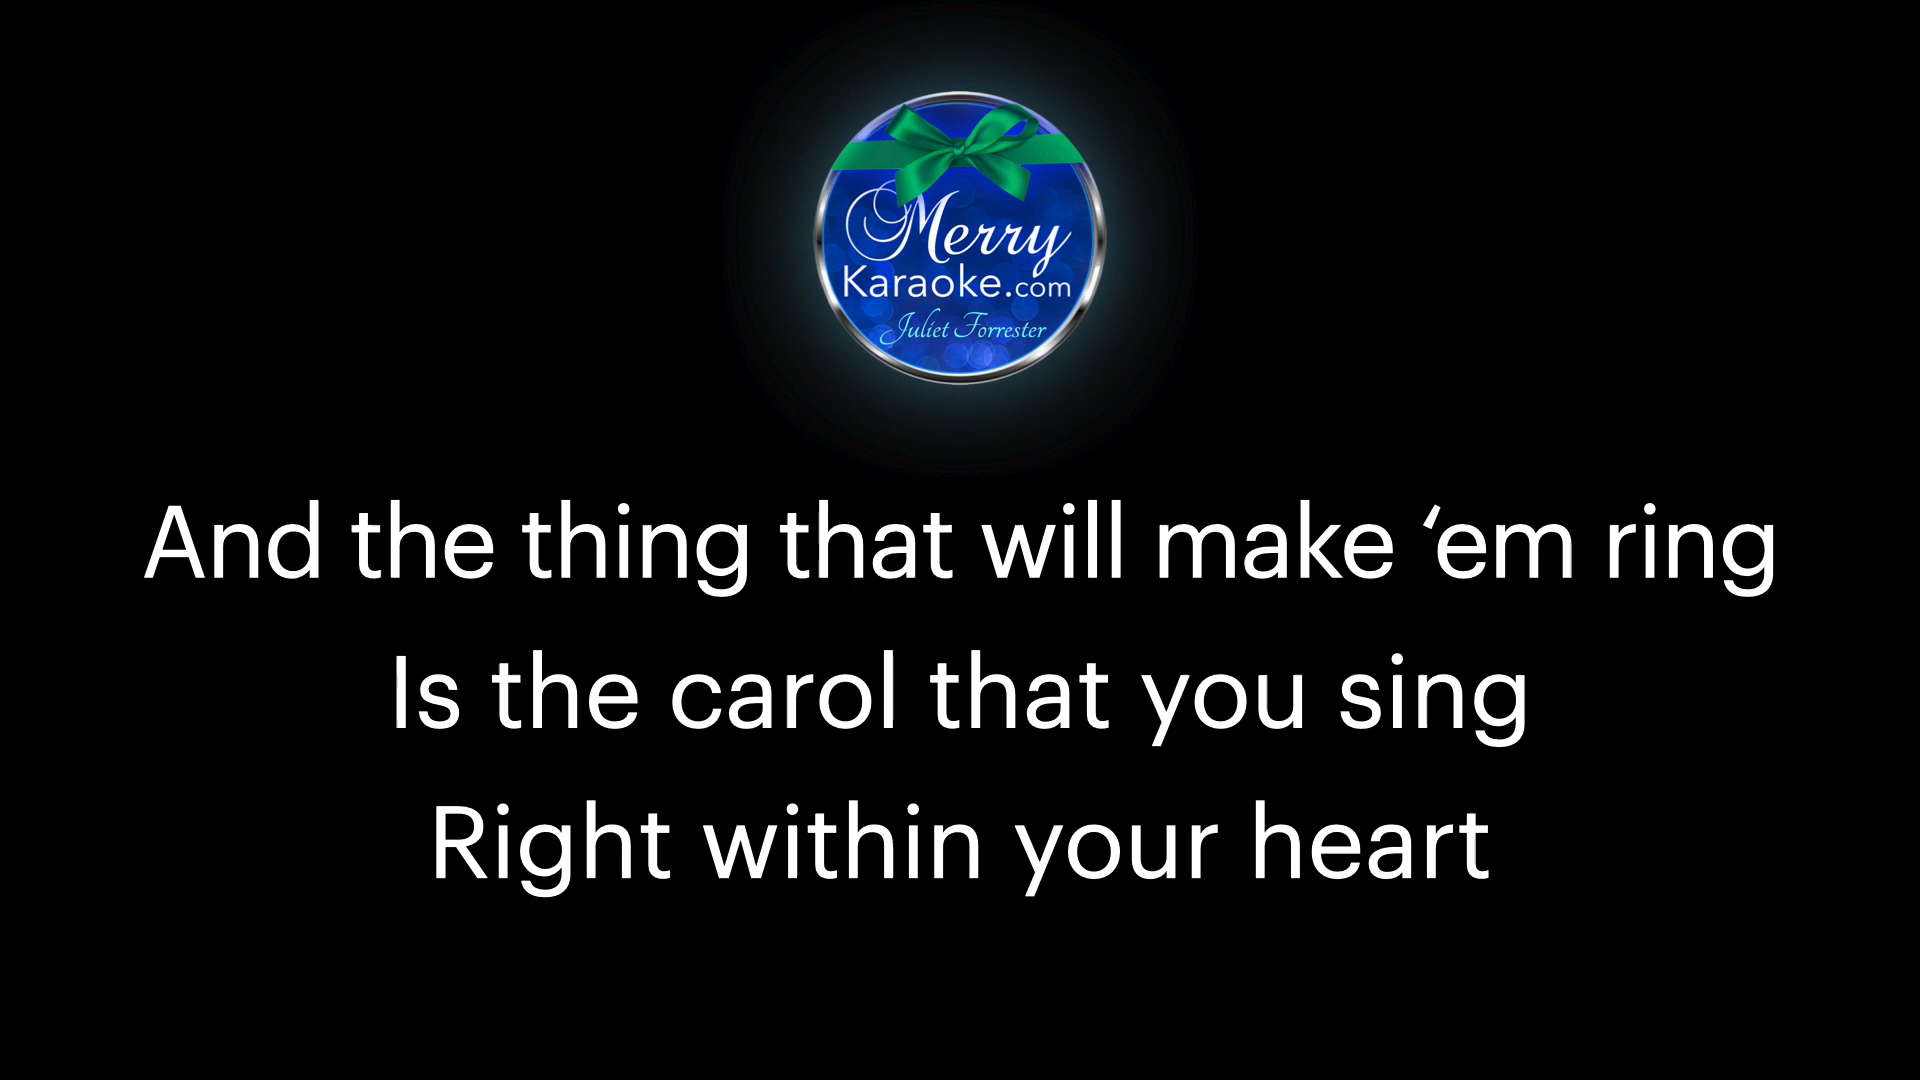 Merry
Karaoke.com
Juliet Forrester
And the thing that will make ‘em ring
Is the carol that you sing
Right within your heart